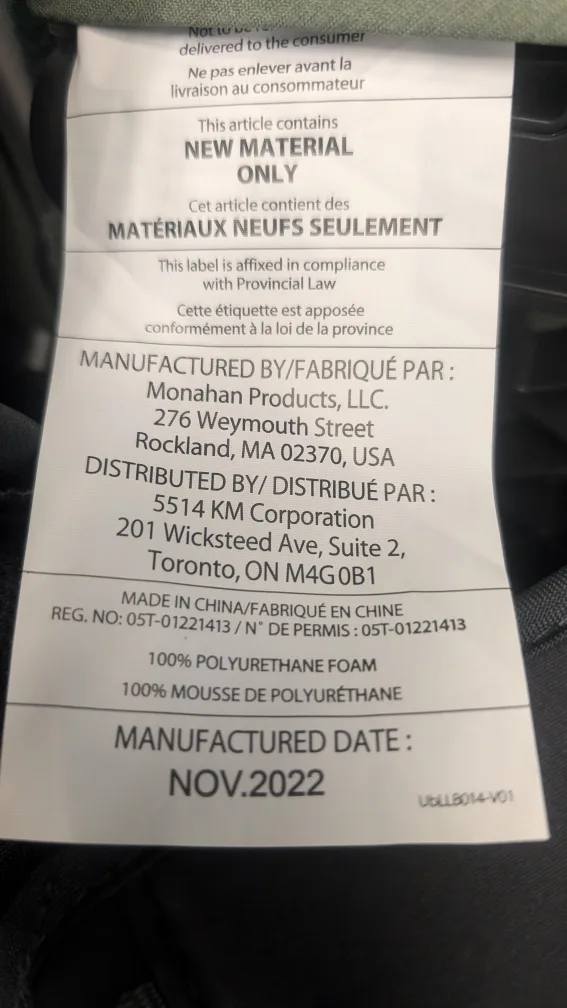 Not to be
delivered to the consumer
Ne pas enlever avant la
livraison au consommateur
This article contains
NEW MATERIAL
ONLY
Cet article contient des
MATÉRIAUX NEUFS SEULEMENT
This label is affixed in compliance
with Provincial Law
Cette étiquette est apposée
conformément à la loi de la province
MANUFACTURED BY/FABRIQUÉ PAR :
Monahan Products, LLC.
276 Weymouth Street
Rockland, MA 02370, USA
DISTRIBUTED BY/ DISTRIBUÉ PAR :
5514 KM Corporation
201 Wicksteed Ave, Suite 2,
Toronto, ON M4G0B1
MADE IN CHINA/FABRIQUÉ EN CHINE
REG. NO: 05T-01221413 / N° DE PERMIS : 05T-01221413
100% POLYURETHANE FOAM
100% MOUSSE DE POLYURÉTHANE
MANUFACTURED DATE :
NOV.2022